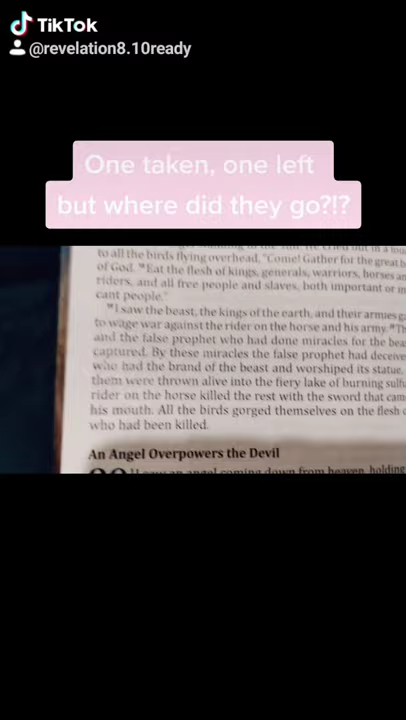 TikTok
@revelation8.10ready
One taken, one left
but where did they go?!?
to all the birds flying overhead, "Come! Gather for the great b
of God. "Eat the flesh of kings, generals, warriors, horses an
riders, and all free people and slaves, both important or in
cant people."
"I saw the beast, the kings of the earth, and their armies ga
to wage war against the rider on the horse and his army. Th
and the false prophet who had done miracles for the bea
captured. By these miracles the false prophet had deceive
who had the brand of the beast and worshiped its statue.
them were thrown alive into the fiery lake of burning sulfu
rider on the horse killed the rest with the sword that cam
his mouth. All the birds gorged themselves on the flesh o
who had been killed.
An Angel Overpowers the Devil
saw an angel coming down from heaven, holding